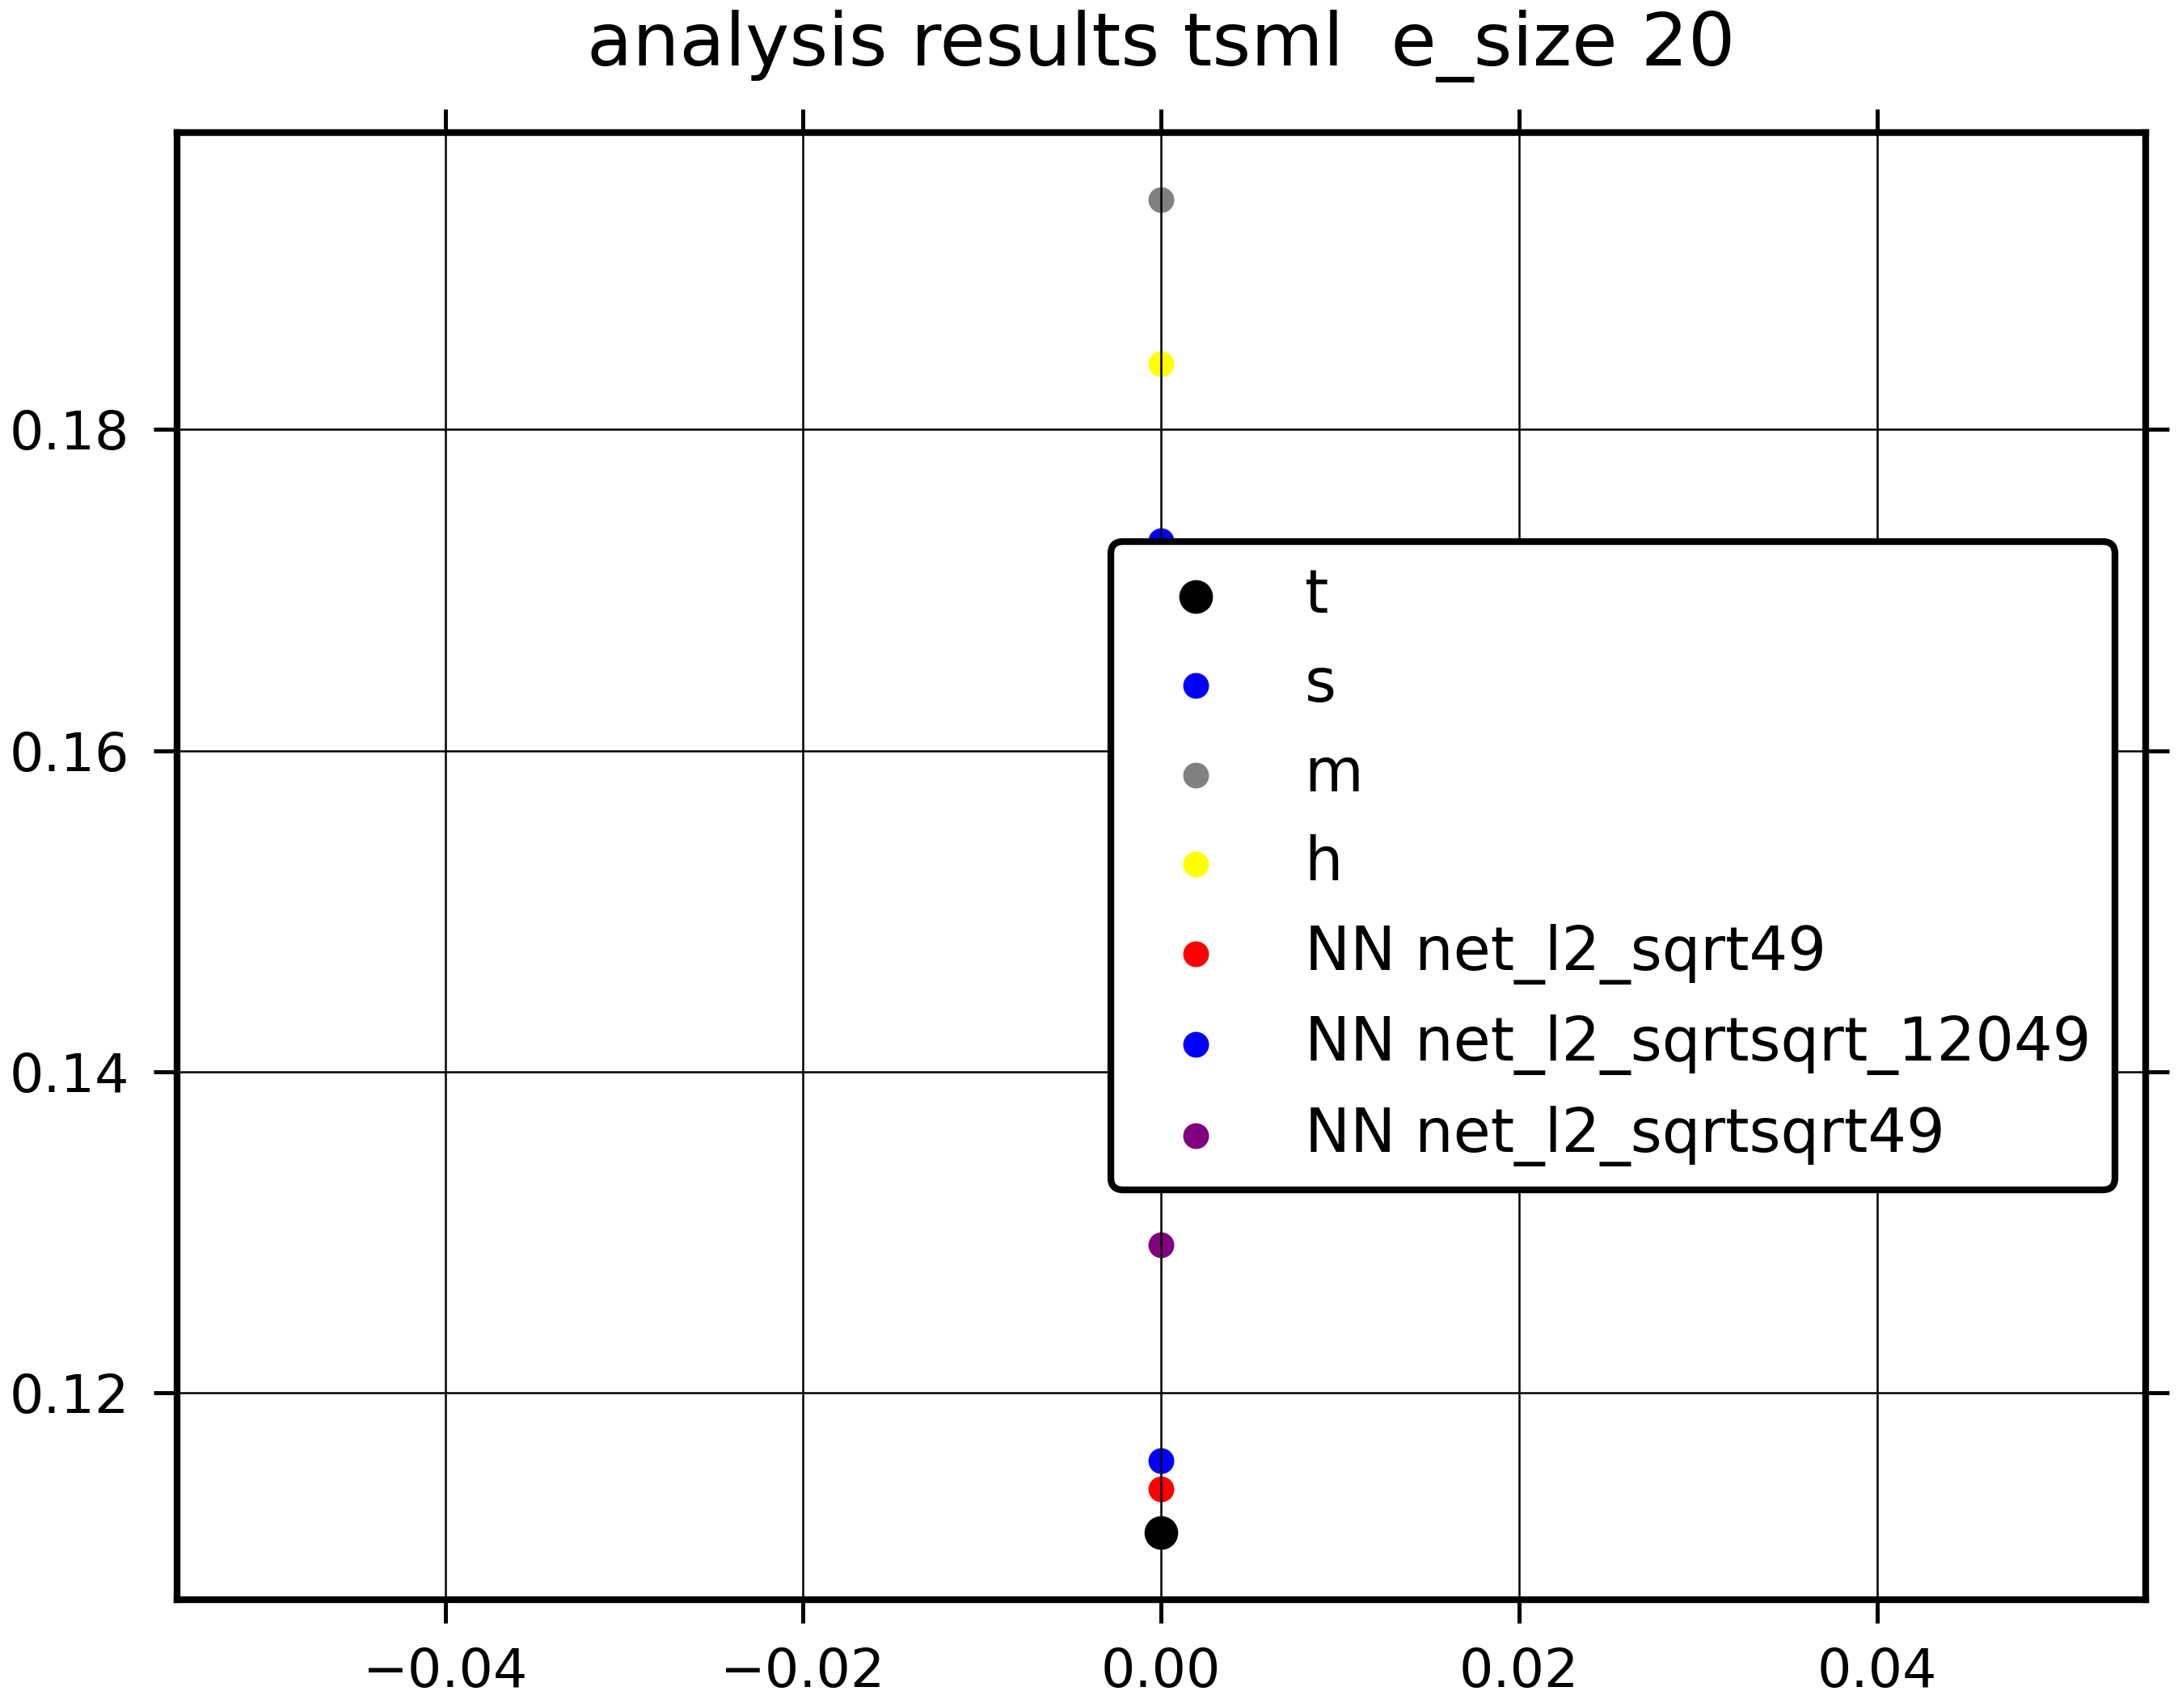 analysis results tsml  e_size 20
0.18
0.16
0.14
0.12
t
s
m
h
NN net_l2_sqrt49
NN net_l2_sqrtsqrt_12049
NN net_l2_sqrtsqrt49
−0.04 −0.02 0.00 0.02 0.04